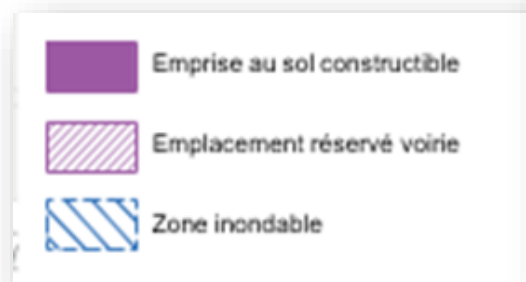 Emprise au sol constructible
Emplacement réservé voirie
Zone inondable